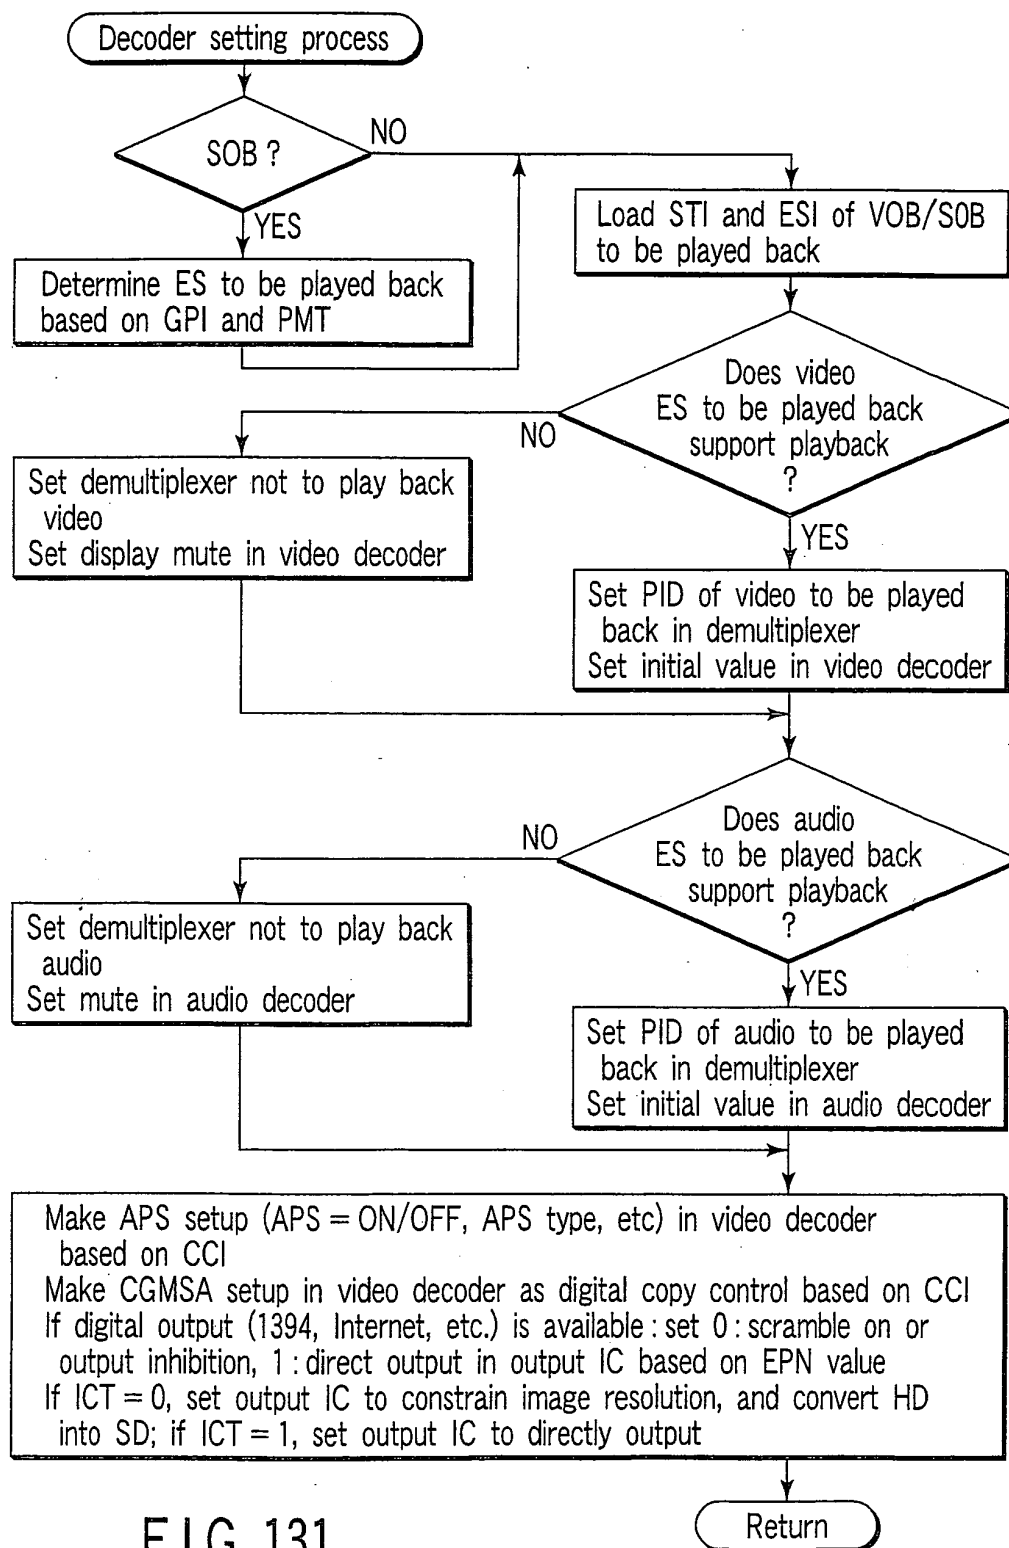 Decoder setting process
SOB ?
NO
YES
Determine ES to be played back
based on GPI and PMT
Load STI and ESI of VOB/SOB
to be played back
Does video
ES to be played back
support playback
?
NO
YES
Set demultiplexer not to play back
video
Set display mute in video decoder
Set PID of video to be played
back in demultiplexer
Set initial value in video decoder
Does audio
ES to be played back
support playback
?
NO
YES
Set demultiplexer not to play back
audio
Set mute in audio decoder
Set PID of audio to be played
back in demultiplexer
Set initial value in audio decoder
Make APS setup (APS = ON/OFF, APS type, etc) in video decoder
based on CCI
Make CGMSA setup in video decoder as digital copy control based on CCI
If digital output (1394, Internet, etc.) is available : set 0 : scramble on or
output inhibition, 1 : direct output in output IC based on EPN value
If ICT = 0, set output IC to constrain image resolution, and convert HD
into SD; if ICT = 1, set output IC to directly output
Return
FIG. 131